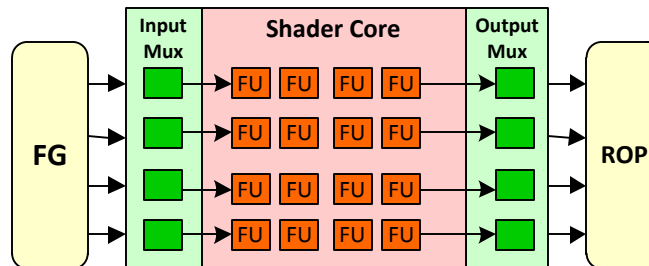 Input
Mux
Shader Core
Output
Mux
FG
FU FU FU FU
FU FU FU FU
FU FU FU FU
FU FU FU FU
ROP